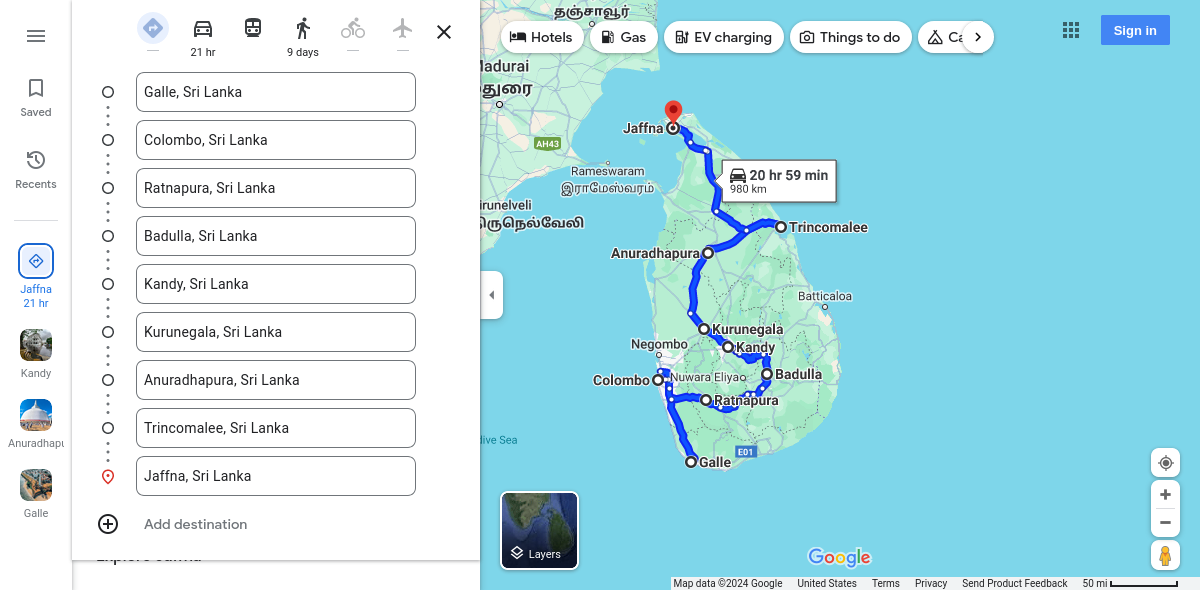 21 hr
9 days
Saved
Recents
Jaffna
21 hr
Kandy
Anuradhapu
Galle
Galle, Sri Lanka
Colombo, Sri Lanka
Ratnapura, Sri Lanka
Badulla, Sri Lanka
Kandy, Sri Lanka
Kurunegala, Sri Lanka
Anuradhapura, Sri Lanka
Trincomalee, Sri Lanka
Jaffna, Sri Lanka
Add destination
Hotels
Gas
EV charging
Things to do
Ca
Sign in
தஞ்சாவூர்
Madurai
துரை
AH43
Jaffna
Rameswaram
இராமேஸ்வரம்
20 hr 59 min
980 km
irunelveli
ிருநெல்வேலி
Trincomalee
Anuradhapura
Batticaloa
Kurunegala
Negombo
Kandy
Colombo
Nuwara Eliya
Badulla
Ratnapura
dive Sea
E01
Galle
Layers
Google
Map data ©2024 Google
United States
Terms
Privacy
Send Product Feedback
50 mi